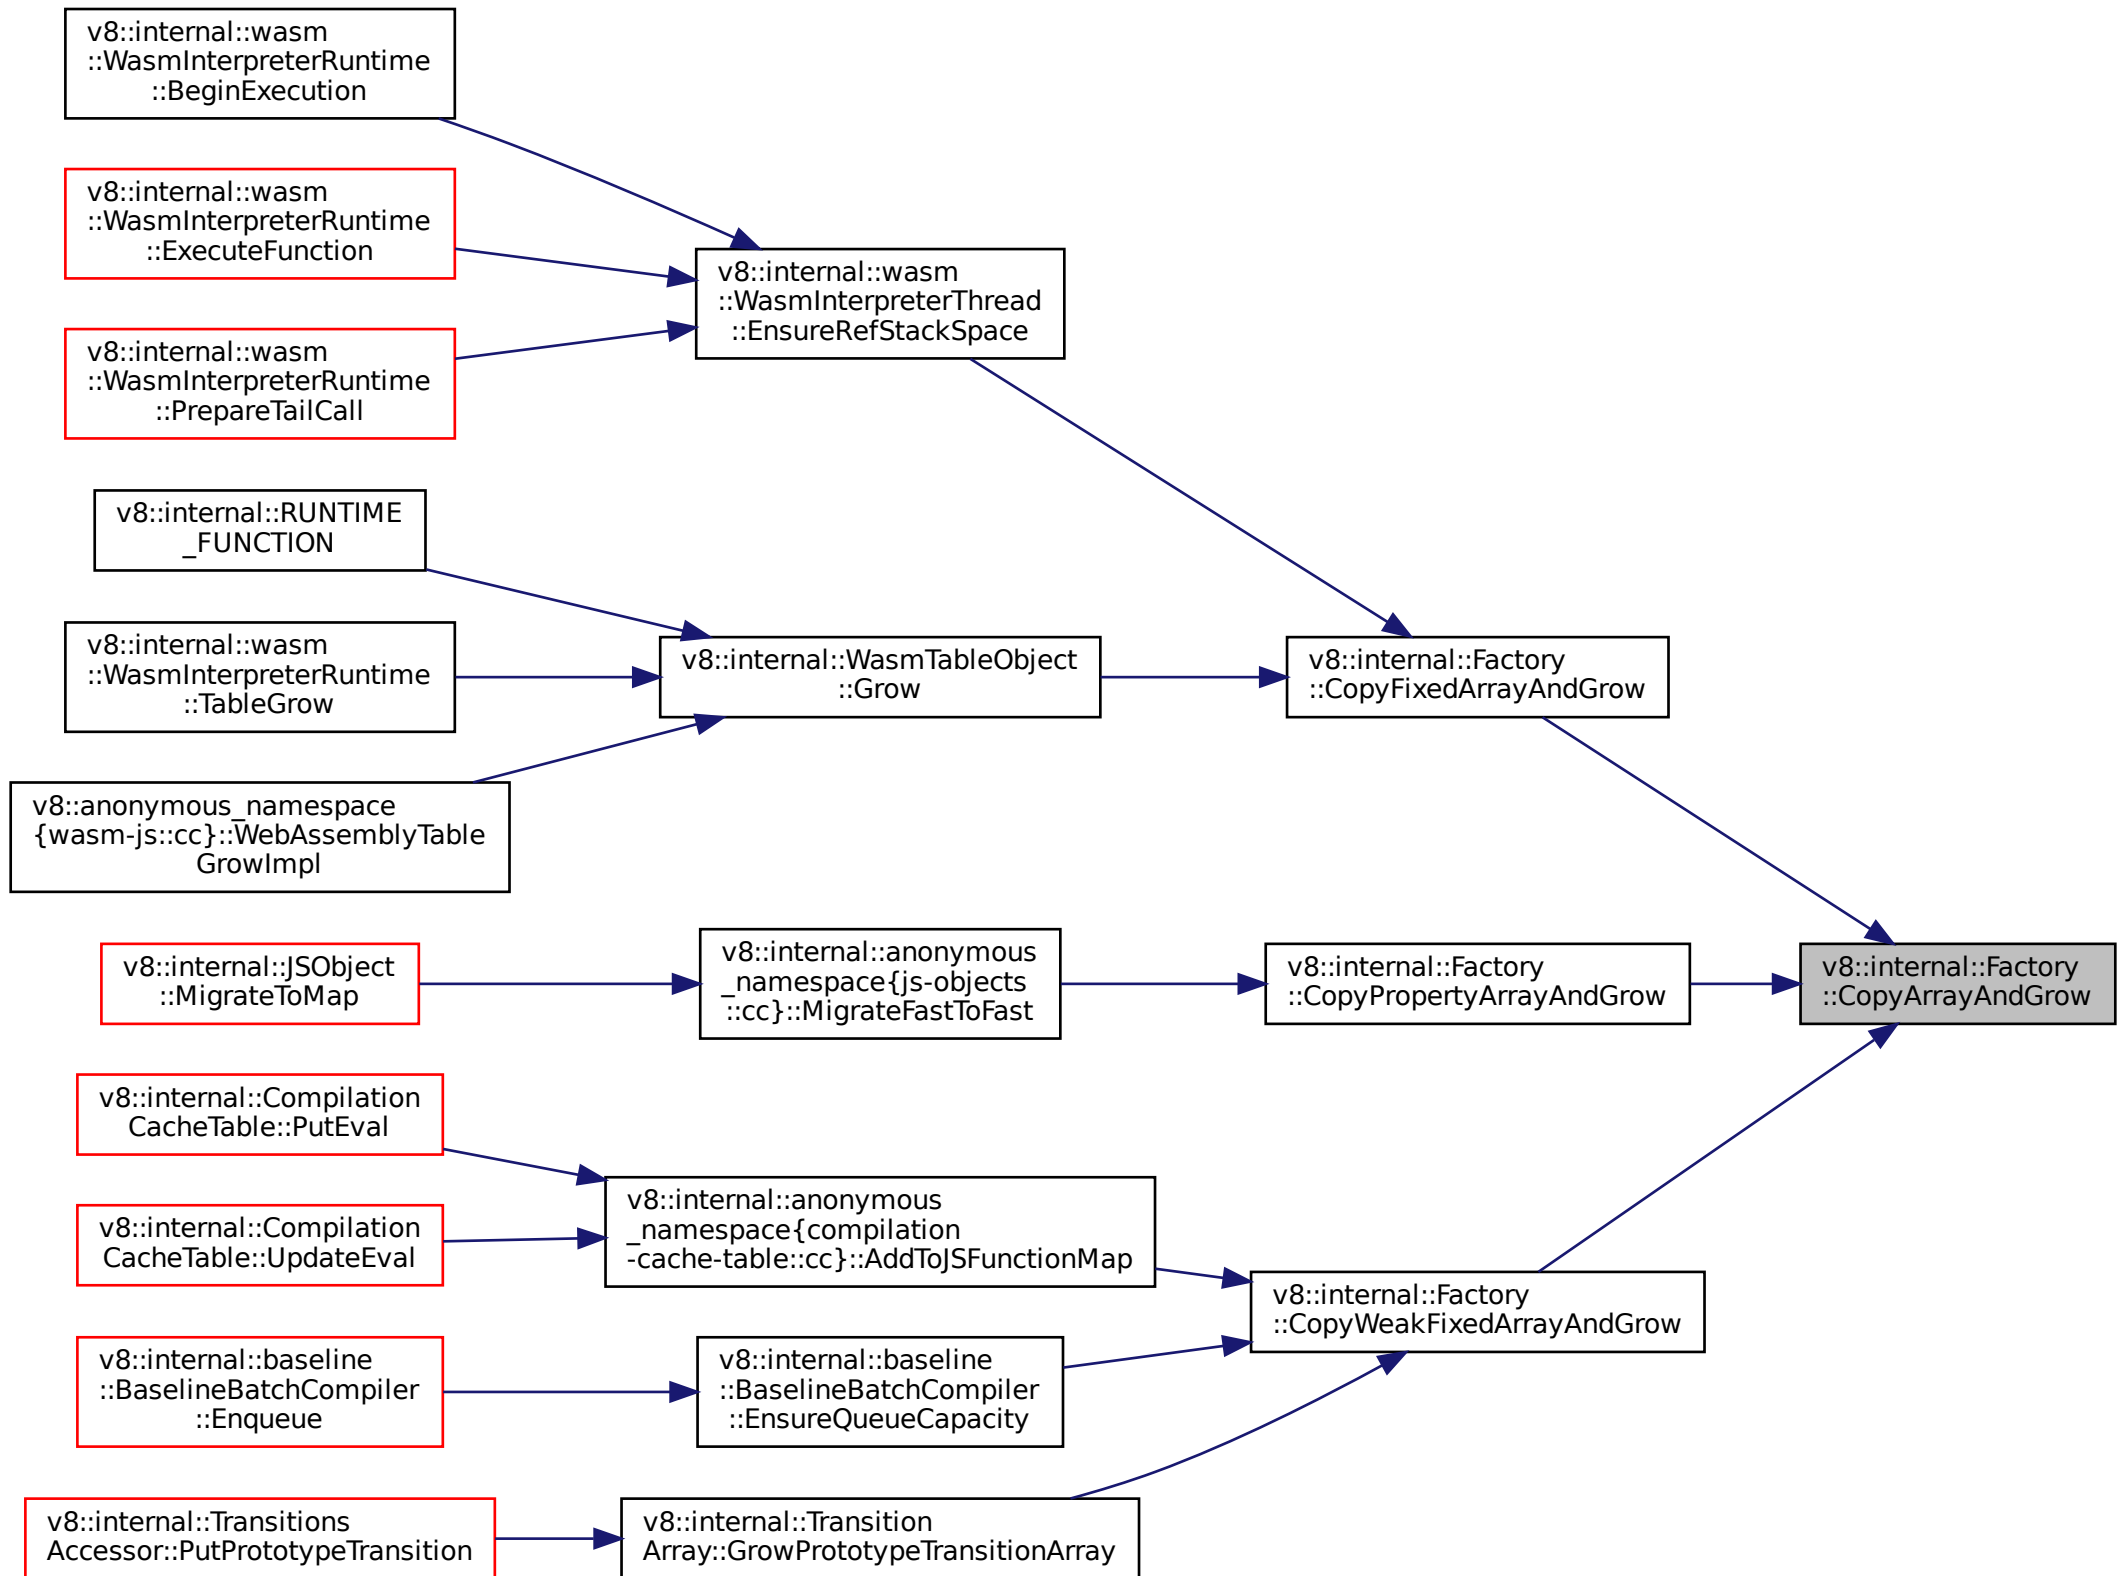 v8::internal::wasm
::WasmInterpreterRuntime
::BeginExecution
v8::internal::wasm
::WasmInterpreterRuntime
::ExecuteFunction
v8::internal::wasm
::WasmInterpreterRuntime
::PrepareTailCall
v8::internal::RUNTIME
_FUNCTION
v8::internal::wasm
::WasmInterpreterRuntime
::TableGrow
v8::anonymous_namespace
{wasm-js::cc}::WebAssemblyTable
GrowImpl
v8::internal::JSObject
::MigrateToMap
v8::internal::Compilation
CacheTable::PutEval
v8::internal::Compilation
CacheTable::UpdateEval
v8::internal::baseline
::BaselineBatchCompiler
::Enqueue
v8::internal::Transitions
Accessor::PutPrototypeTransition
v8::internal::wasm
::WasmInterpreterThread
::EnsureRefStackSpace
v8::internal::WasmTableObject
::Grow
v8::internal::anonymous
_namespace{js-objects
::cc}::MigrateFastToFast
v8::internal::anonymous
_namespace{compilation
-cache-table::cc}::AddToJSFunctionMap
v8::internal::baseline
::BaselineBatchCompiler
::EnsureQueueCapacity
v8::internal::Transition
Array::GrowPrototypeTransitionArray
v8::internal::Factory
::CopyFixedArrayAndGrow
v8::internal::Factory
::CopyPropertyArrayAndGrow
v8::internal::Factory
::CopyWeakFixedArrayAndGrow
v8::internal::Factory
::CopyArrayAndGrow